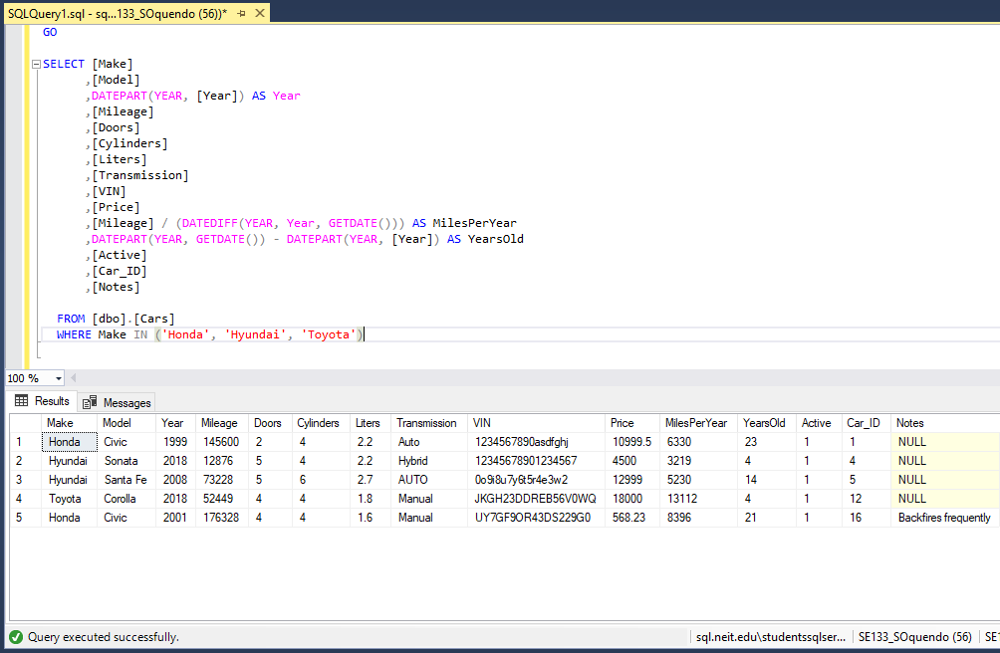 SQLQuery1.sql - sq...133_SOquendo (56))*
GO
SELECT [Make]
,[Model]
,DATEPART(YEAR, [Year]) AS Year
,[Mileage]
,[Doors]
,[Cylinders]
,[Liters]
,[Transmission]
,[VIN]
,[Price]
,[Mileage] / (DATEDIFF(YEAR, Year, GETDATE())) AS MilesPerYear
,DATEPART(YEAR, GETDATE()) - DATEPART(YEAR, [Year]) AS YearsOld
,[Active]
,[Car_ID]
,[Notes]
FROM [dbo].[Cars]
WHERE Make IN ('Honda', 'Hyundai', 'Toyota')
100 %
Results Messages
Make Model Year Mileage Doors Cylinders Liters Transmission VIN Price MilesPerYear YearsOld Active Car_ID Notes
1 Honda Civic 1999 145600 2 4 2.2 Auto 1234567890asdfghj 10999.5 6330 23 1 1 NULL
2 Hyundai Sonata 2018 12876 5 4 2.2 Hybrid 12345678901234567 4500 3219 4 1 4 NULL
3 Hyundai Santa Fe 2008 73228 5 6 2.7 AUTO 0o9i8u7y6t5r4e3w2 12999 5230 14 1 5 NULL
4 Toyota Corolla 2018 52449 4 4 1.8 Manual JKGH23DDREB56V0WQ 18000 13112 4 1 12 NULL
5 Honda Civic 2001 176328 4 4 1.6 Manual UY7GF9OR43DS229G0 568.23 8396 21 1 16 Backfires frequently
Query executed successfully. sql.neit.edu\studentssqlser... SE133_SOquendo (56) SE1